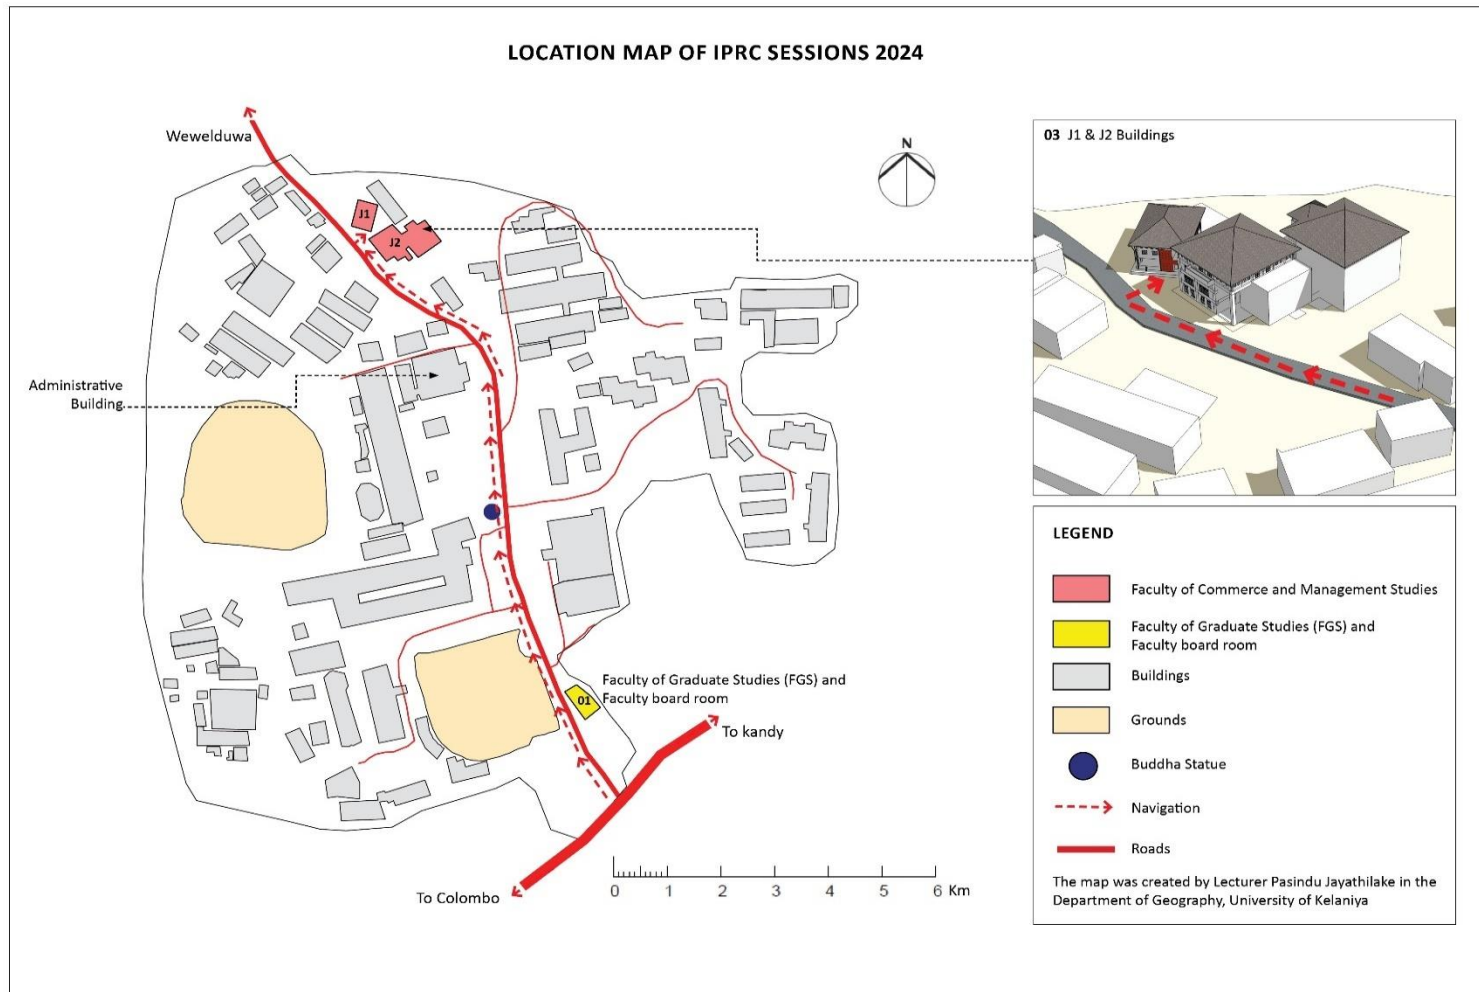 LOCATION MAP OF IPRC SESSIONS 2024
Wewelduwa
N
03 J1 & J2 Buildings
J1
J2
Administrative
Building
01
Faculty of Graduate Studies (FGS) and
Faculty board room
To kandy
To Colombo
0 1 2 3 4 5 6 Km
LEGEND
Faculty of Commerce and Management Studies
Faculty of Graduate Studies (FGS) and
Faculty board room
Buildings
Grounds
Buddha Statue
Navigation
Roads
The map was created by Lecturer Pasindu Jayathilake in the
Department of Geography, University of Kelaniya